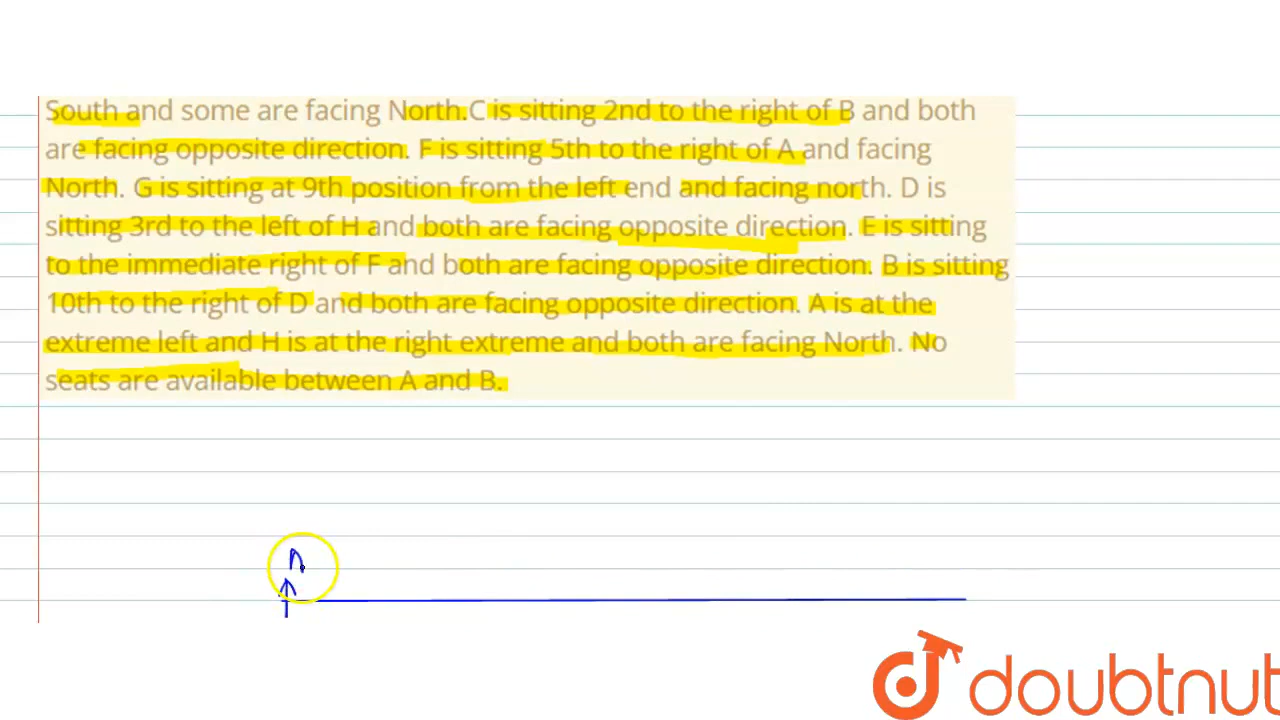 South and some are facing North.C is sitting 2nd to the right of B and both
are facing opposite direction. F is sitting 5th to the right of A and facing
North. G is sitting at 9th position from the left end and facing north. D is
sitting 3rd to the left of H and both are facing opposite direction. E is sitting
to the immediate right of F and both are facing opposite direction. B is sitting
10th to the right of D and both are facing opposite direction. A is at the
extreme left and H is at the right extreme and both are facing North. No
seats are available between A and B.
doubtnut